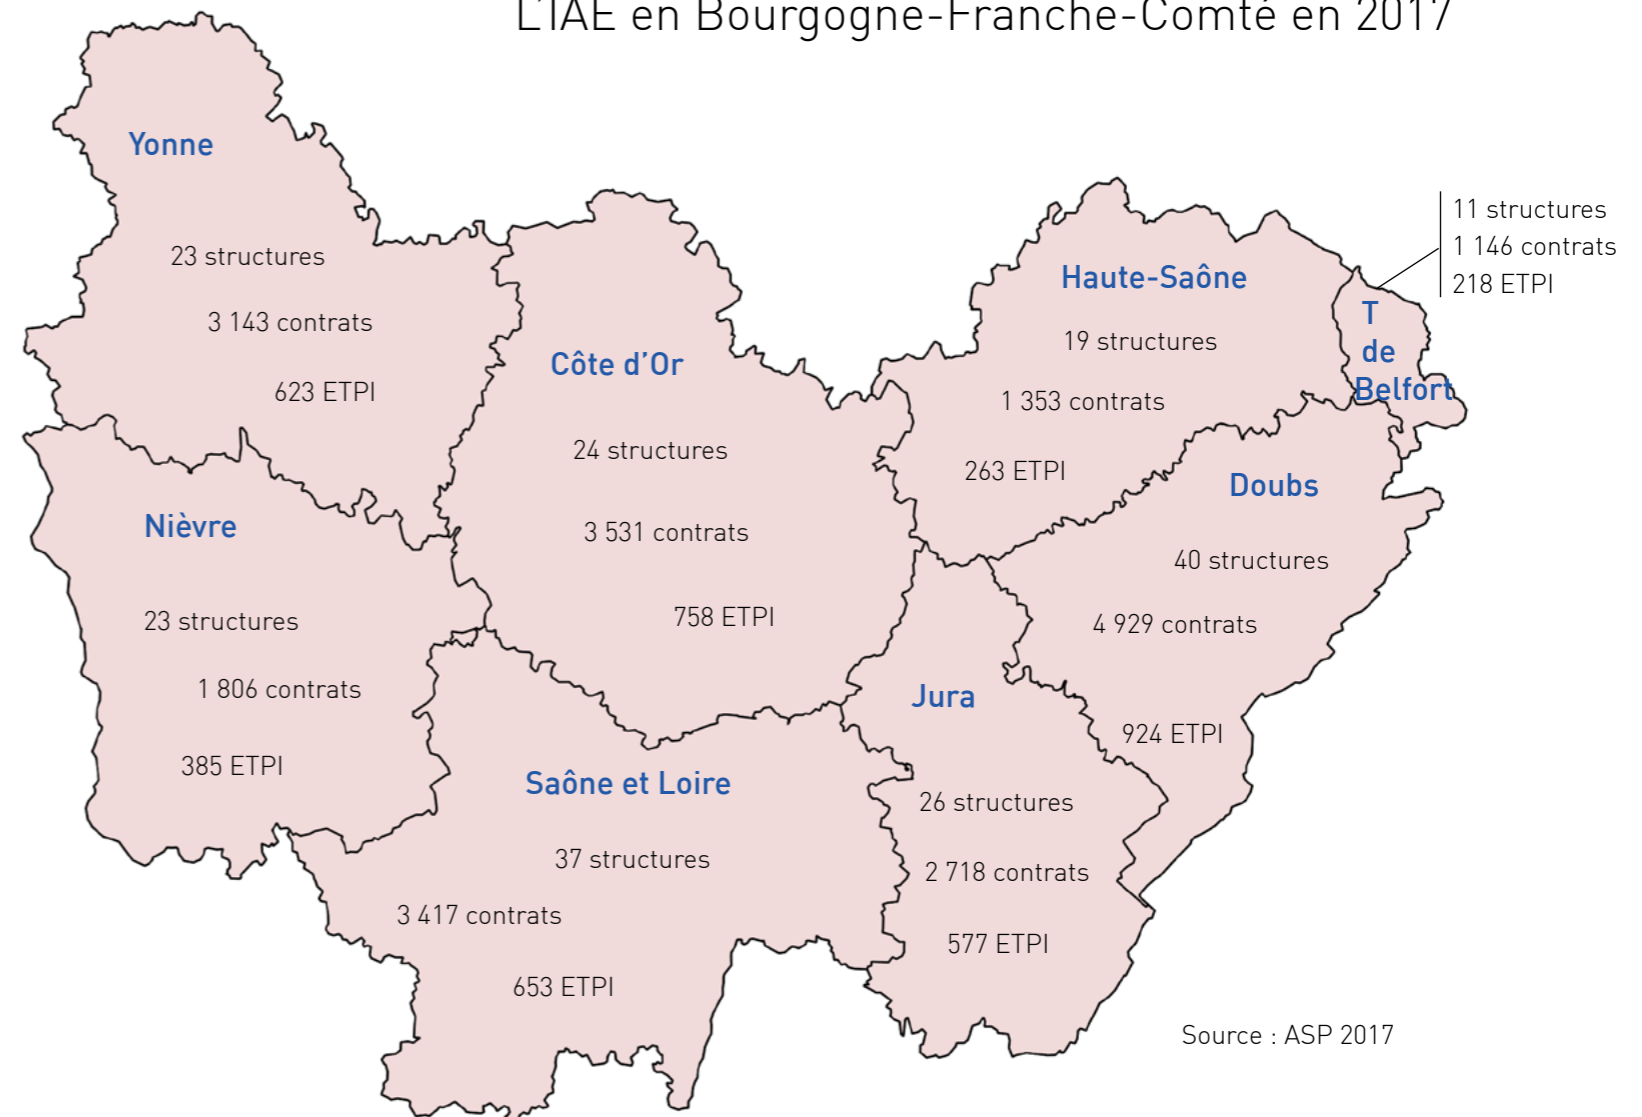 L'IAE en Bourgogne-Franche-Comté en 2017
Yonne
23 structures
3 143 contrats
623 ETPI
Côte d’Or
24 structures
3 531 contrats
758 ETPI
Haute-Saône
19 structures
1 353 contrats
263 ETPI
11 structures
1 146 contrats
218 ETPI
T
de
Belfort
Doubs
40 structures
4 929 contrats
924 ETPI
Nièvre
23 structures
1 806 contrats
385 ETPI
Saône et Loire
37 structures
3 417 contrats
653 ETPI
Jura
26 structures
2 718 contrats
577 ETPI
Source : ASP 2017